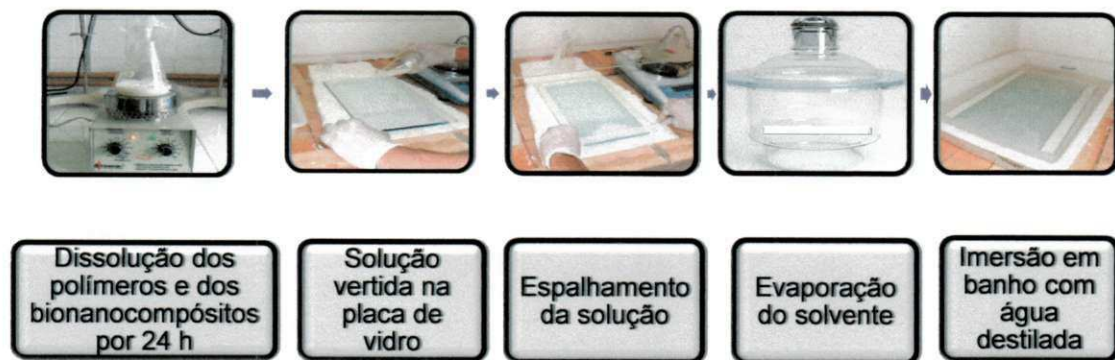 Dissolução dos
polímeros e dos
bionanocompósitos
por 24 h
Solução
vertida na
placa de
vidro
Espalhamento
da solução
Evaporação
do solvente
Imersão em
banho com
água
destilada